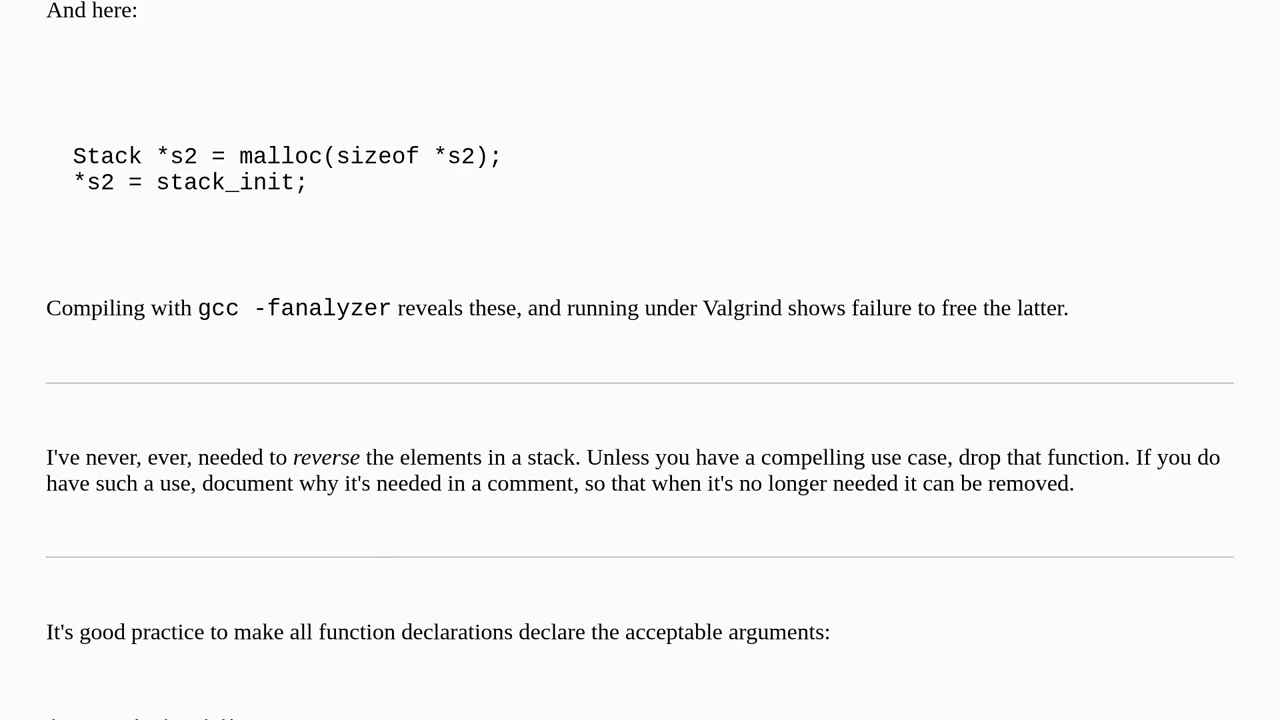 And here:
Stack *s2 = malloc(sizeof *s2);
*s2 = stack_init;
Compiling with gcc -fanalyzer reveals these, and running under Valgrind shows failure to free the latter.
I've never, ever, needed to reverse the elements in a stack. Unless you have a compelling use case, drop that function. If you do
have such a use, document why it's needed in a comment, so that when it's no longer needed it can be removed.
It's good practice to make all function declarations declare the acceptable arguments: